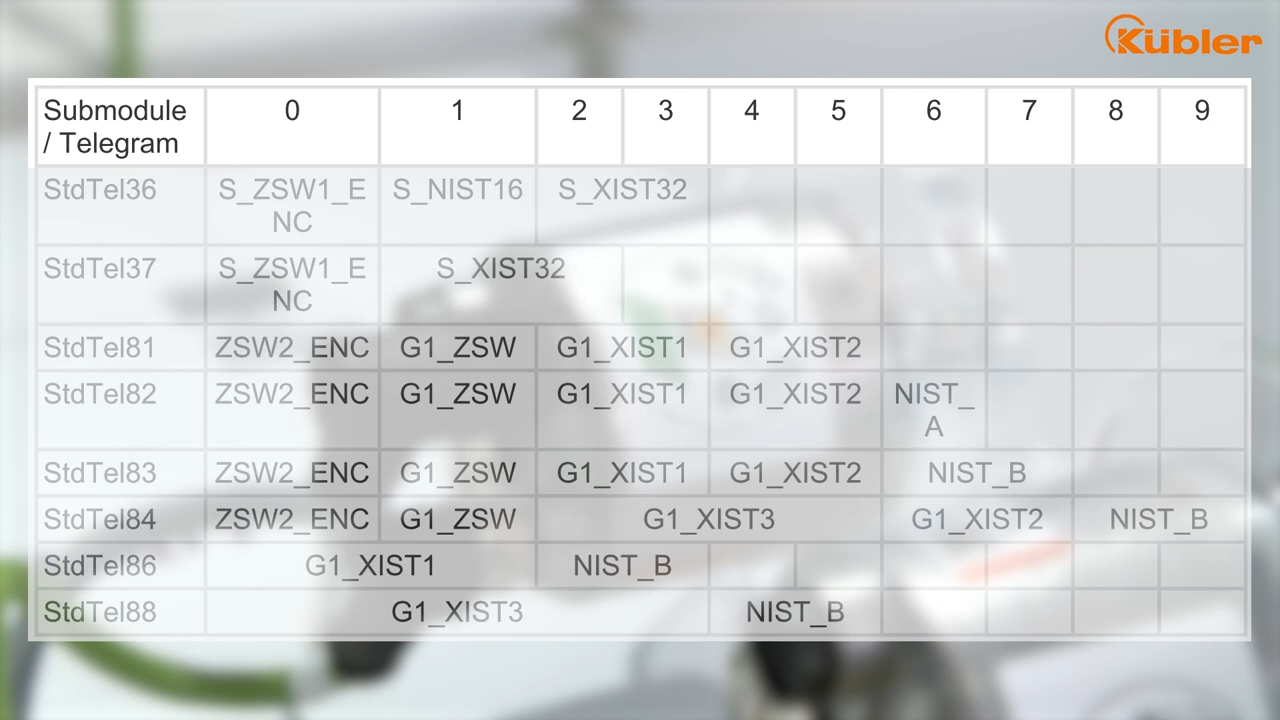 Kübler
Submodule 0 1 2 3 4 5 6 7 8 9
/ Telegram
StdTel36 S_ZSW1_E S_NIST16 S_XIST32
NC
StdTel37 S_ZSW1_E S_XIST32
NC
StdTel81 ZSW2_ENC G1_ZSW G1_XIST1 G1_XIST2
StdTel82 ZSW2_ENC G1_ZSW G1_XIST1 G1_XIST2 NIST_
A
StdTel83 ZSW2_ENC G1_ZSW G1_XIST1 G1_XIST2 NIST_B
StdTel84 ZSW2_ENC G1_ZSW G1_XIST3 G1_XIST2 NIST_B
StdTel86 G1_XIST1 NIST_B
StdTel88 G1_XIST3 NIST_B